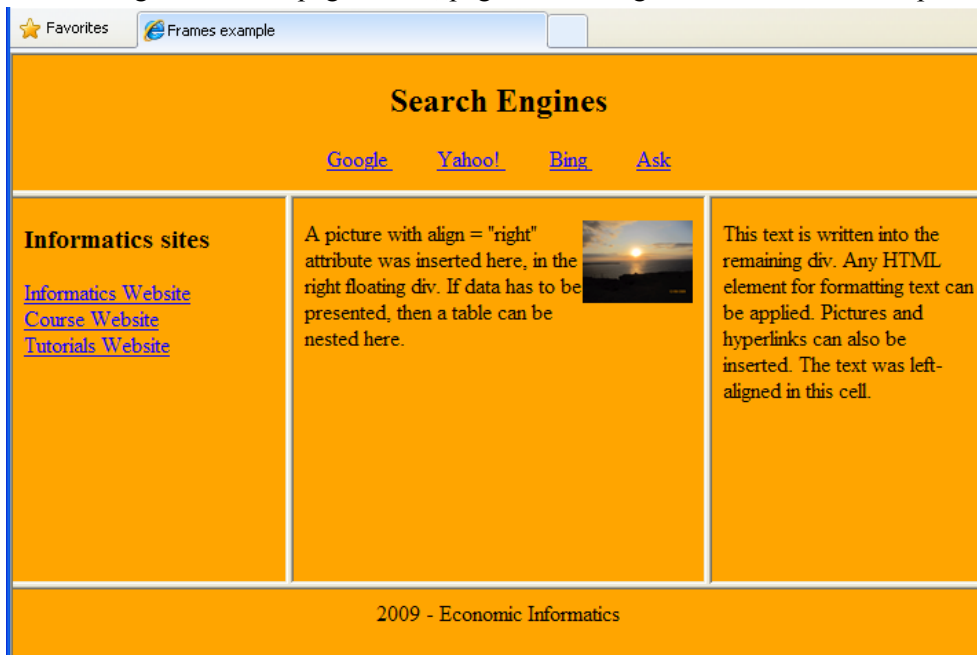 Favorites
Frames example
Search Engines
Google Yahoo! Bing Ask
Informatics sites
Informatics Website
Course Website
Tutorials Website
A picture with align = "right"
attribute was inserted here, in the
right floating div. If data has to be
presented, then a table can be
nested here.
This text is written into the
remaining div. Any HTML
element for formatting text can
be applied. Pictures and
hyperlinks can also be
inserted. The text was left-
aligned in this cell.
2009 - Economic Informatics